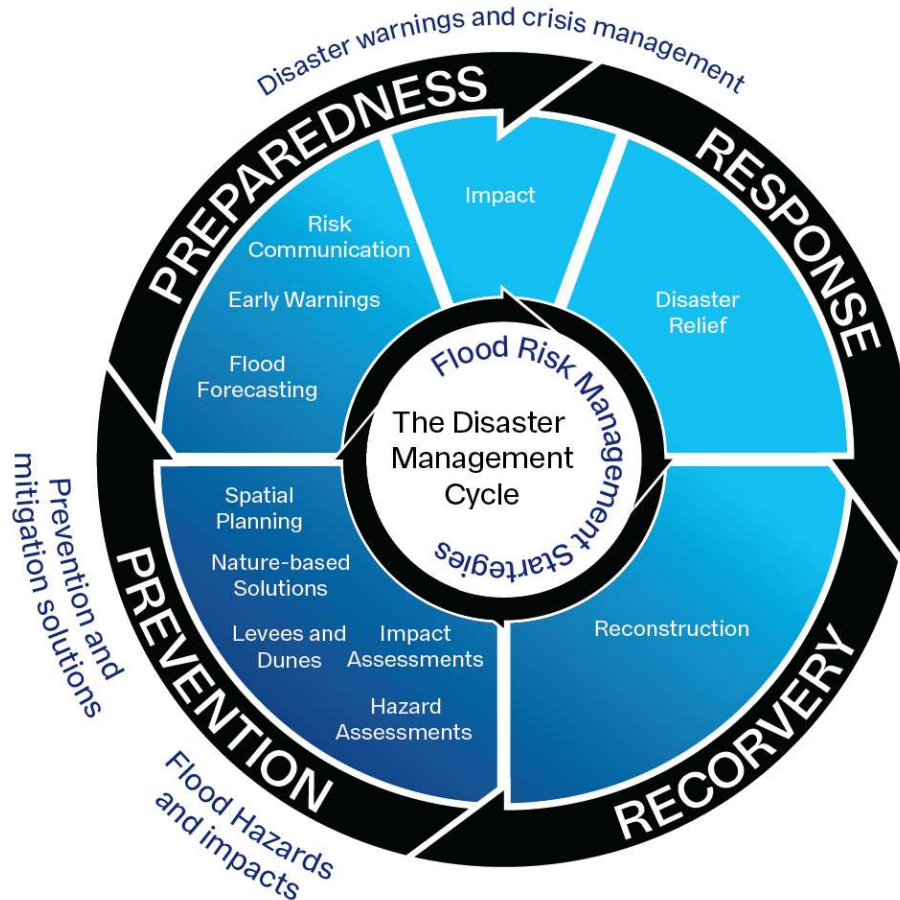 Disaster warnings and crisis management
PREPAREDNESS
RESPONSE
Impact
Risk
Communication
Early Warnings
Flood
Forecasting
Disaster
Relief
Flood Risk Management Startegies
The Disaster
Management
Cycle
Spatial
Planning
Nature-based
Solutions
Levees and
Dunes
Impact
Assessments
Hazard
Assessments
Reconstruction
PREVENTION
RECORVERY
Prevention and
mitigation solutions
Flood Hazards
and impacts